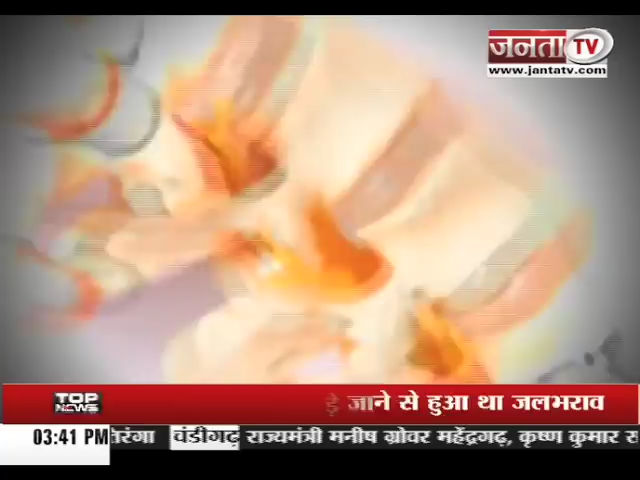 जनता TV
www.jantatv.com
TOP NEWS
जाने से हुआ था जलभराव
03:41 PM तिरंगा चंडीगढ़ राज्यमंत्री मनीष ग्रोवर महेंद्रगढ़, कृष्ण कुमार